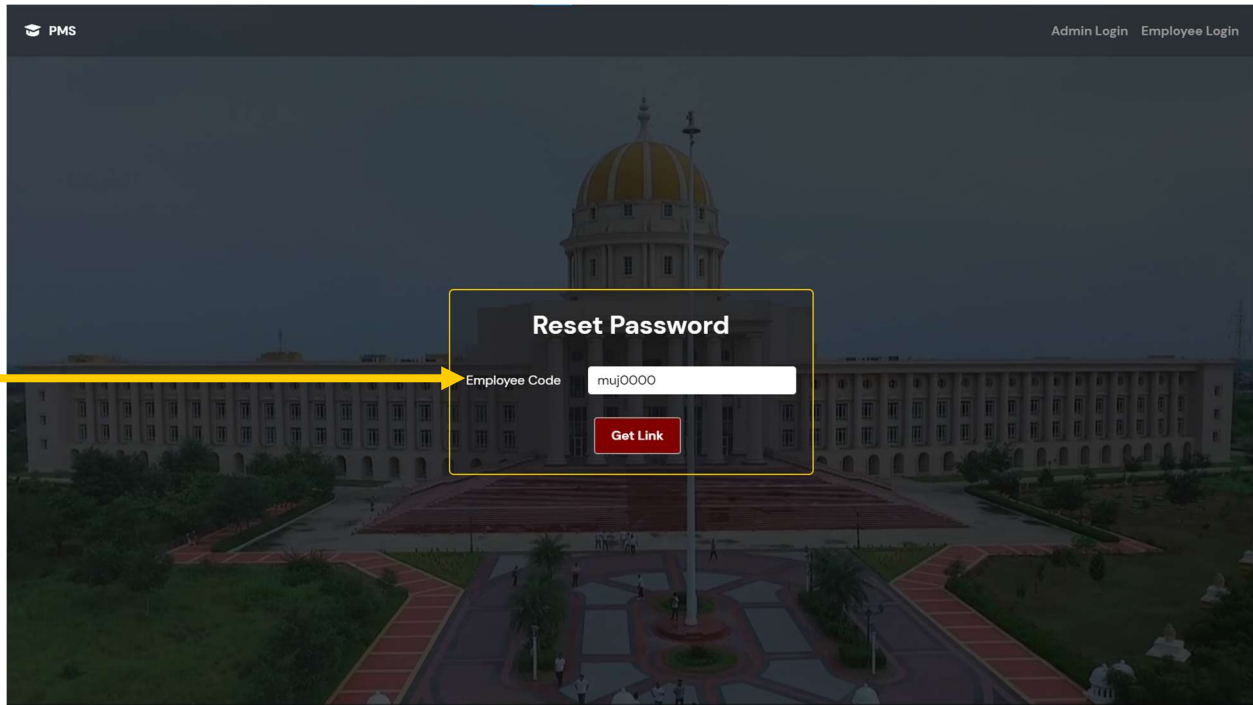 PMS
Admin Login Employee Login
Reset Password
Employee Code muj0000
Get Link